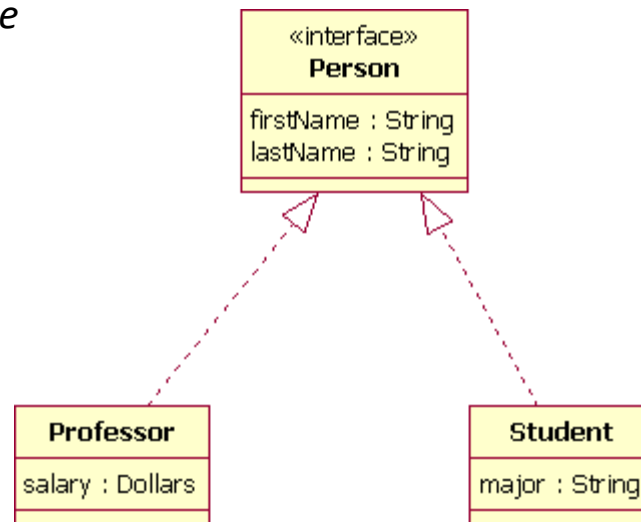 e
«interface»
Person
firstName : String
lastName : String
Professor
salary : Dollars
Student
major : String